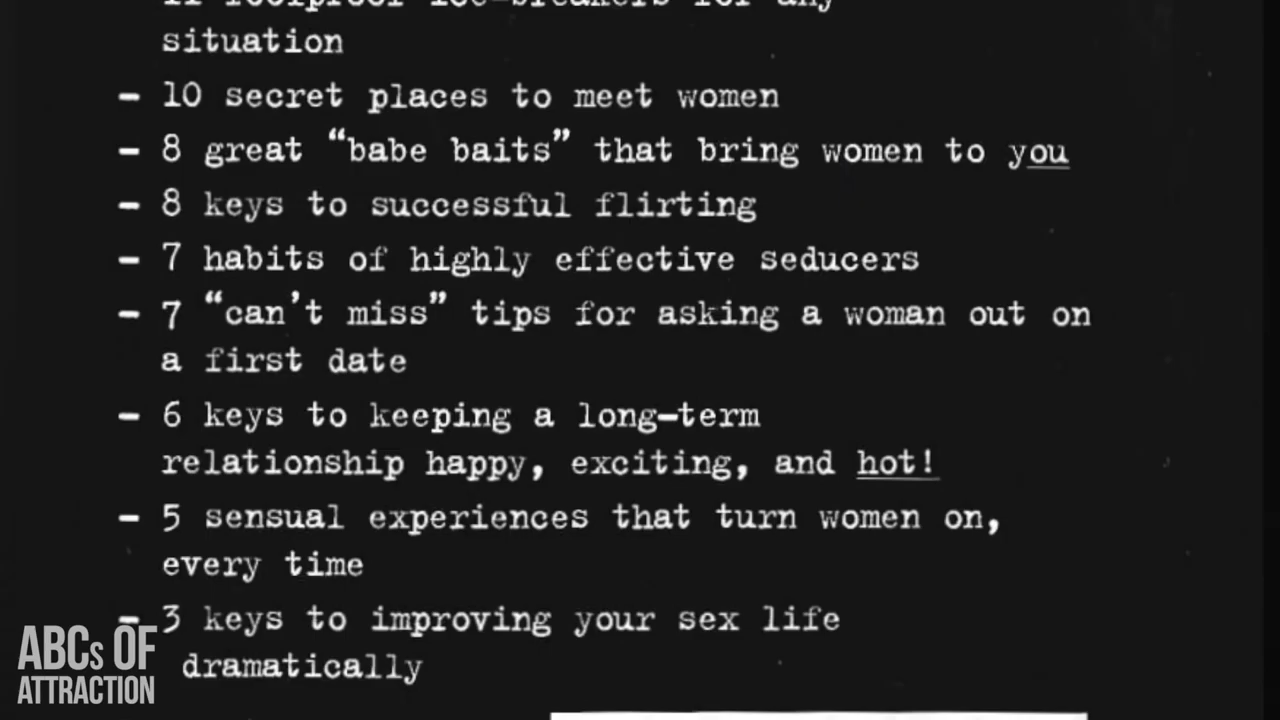 situation
- 10 secret places to meet women
- 8 great “babe baits” that bring women to you
- 8 keys to successful flirting
- 7 habits of highly effective seducers
- 7 “can't miss” tips for asking a woman out on
a first date
- 6 keys to keeping a long-term
relationship happy, exciting, and hot!
- 5 sensual experiences that turn women on,
every time
- 3 keys to improving your sex life
dramatically
ABCs OF
ATTRACTION